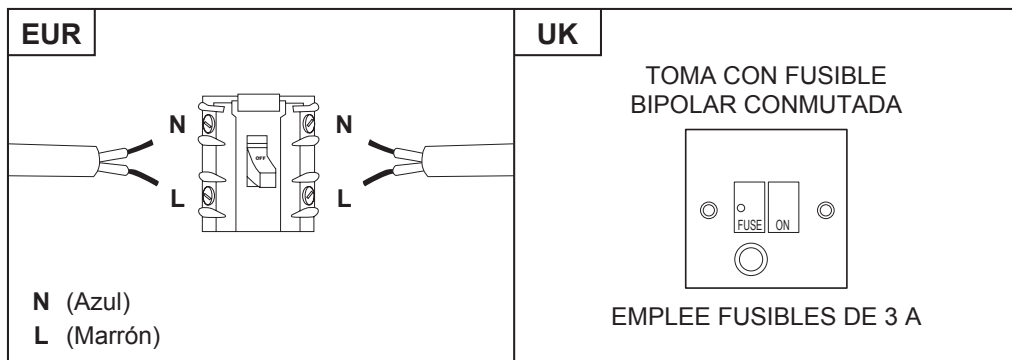 EUR
N
N
OFF
L
L
N (Azul)
L (Marrón)
UK
TOMA CON FUSIBLE
BIPOLAR CONMUTADA
FUSE ON
EMPLEE FUSIBLES DE 3 A